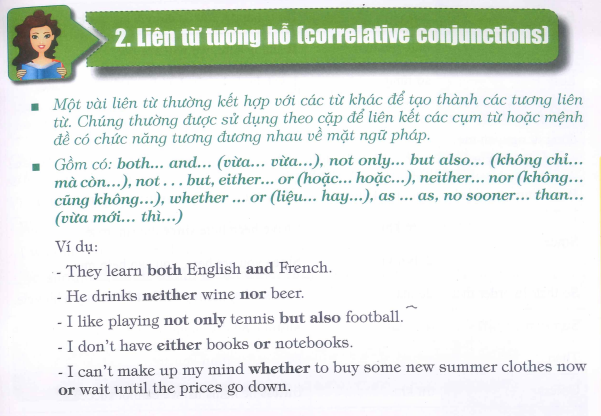 2. Liên từ tương hỗ (correlative conjunctions)
▪ Một vài liên từ thường kết hợp với các từ khác để tạo thành các tương liên
từ. Chúng thường được sử dụng theo cặp để liên kết các cụm từ hoặc mệnh
đề có chức năng tương đương nhau về mặt ngữ pháp.
▪ Gồm có: both... and... (vừa... vừa...), not only... but also... (không chỉ...
mà còn...), not . . . but, either... or (hoặc... hoặc...), neither... nor (không...
cũng không...), whether ... or (liệu... hay...), as ... as, no sooner... than...
(vừa mới... thì...)
Ví dụ:
- They learn both English and French.
- He drinks neither wine nor beer.
- I like playing not only tennis but also football.
- I don't have either books or notebooks.
- I can't make up my mind whether to buy some new summer clothes now
or wait until the prices go down.